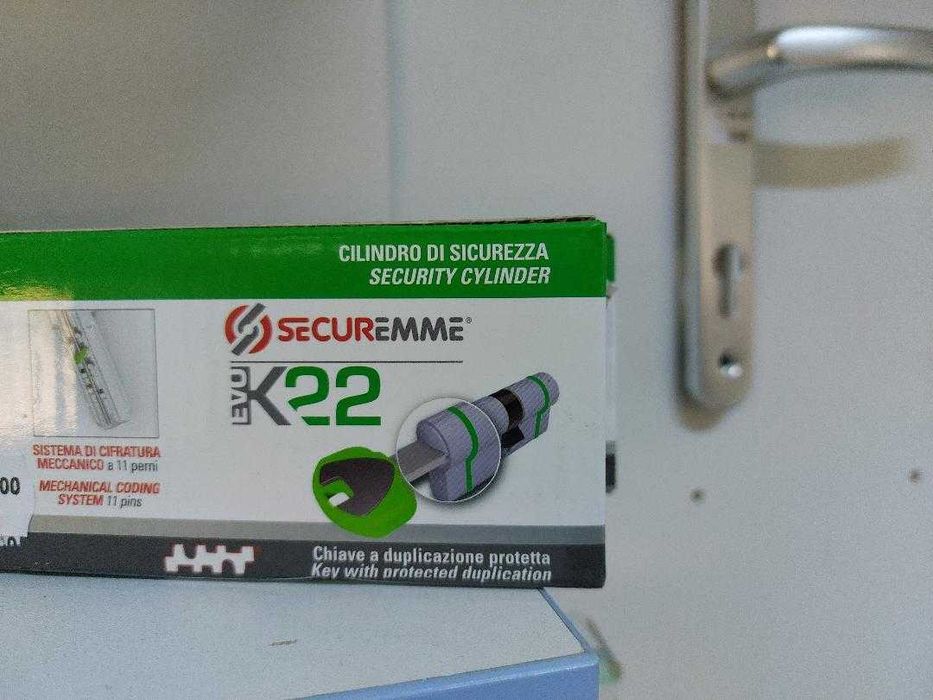 CILINDRO DI SICUREZZA
SECURITY CYLINDER
SECUREMME®
EVO K22
SISTEMA DI CIFRATURA
MECCANICO a 11 perni
MECHANICAL CODING
SYSTEM 11 pins
00
Chiave a duplicazione protetta
Key with protected duplication